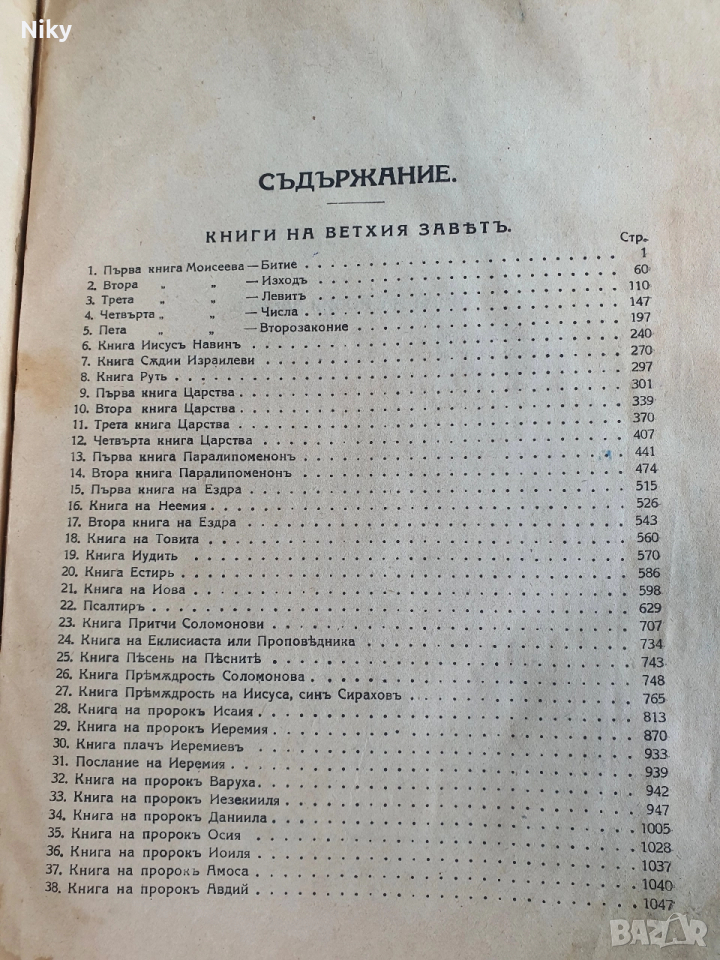 Niky
СЪДЪРЖАНИЕ.
КНИГИ НА ВЕТХИЯ ЗАВѢТЪ.
Стр.
1. Първа книга Моисеева — Битие 1
2. Втора „ „ — Изходъ 60
3. Трета „ „ — Левитъ 110
4. Четвърта „ „ — Числа 147
5. Пета „ „ — Второзаконие 197
6. Книга Иисусъ Навинъ 240
7. Книга Сѫдии Израилеви 270
8. Книга Руть 297
9. Първа книга Царства 301
10. Втора книга Царства 339
11. Трета книга Царства 370
12. Четвърта книга Царства 407
13. Първа книга Паралипоменонъ 441
14. Втора книга Паралипоменонъ 474
15. Първа книга на Ездра 515
16. Книга на Неемия 526
17. Втора книга на Ездра 543
18. Книга на Товита 560
19. Книга Иудить 570
20. Книга Естирь 586
21. Книга на Иова 598
22. Псалтиръ 629
23. Книга Притчи Соломонови 707
24. Книга на Еклисиаста или Проповѣдника 734
25. Книга Пѣсень на Пѣснитѣ 743
26. Книга Прѣмѫдрость Соломонова 748
27. Книга Прѣмѫдрость на Иисуса, синъ Сираховъ 765
28. Книга на пророкъ Исаия 813
29. Книга на пророкъ Иеремия 870
30. Книга плачъ Иеремиевъ 933
31. Послание на Иеремия 939
32. Книга на пророкъ Варуха 942
33. Книга на пророкъ Иезекииля 947
34. Книга на пророкъ Даниила 1005
35. Книга на пророкъ Осия 1028
36. Книга на пророкъ Иоиля 1037
37. Книга на пророкъ Амоса 1040
38. Книга на пророкъ Авдий 1047
BAZAR